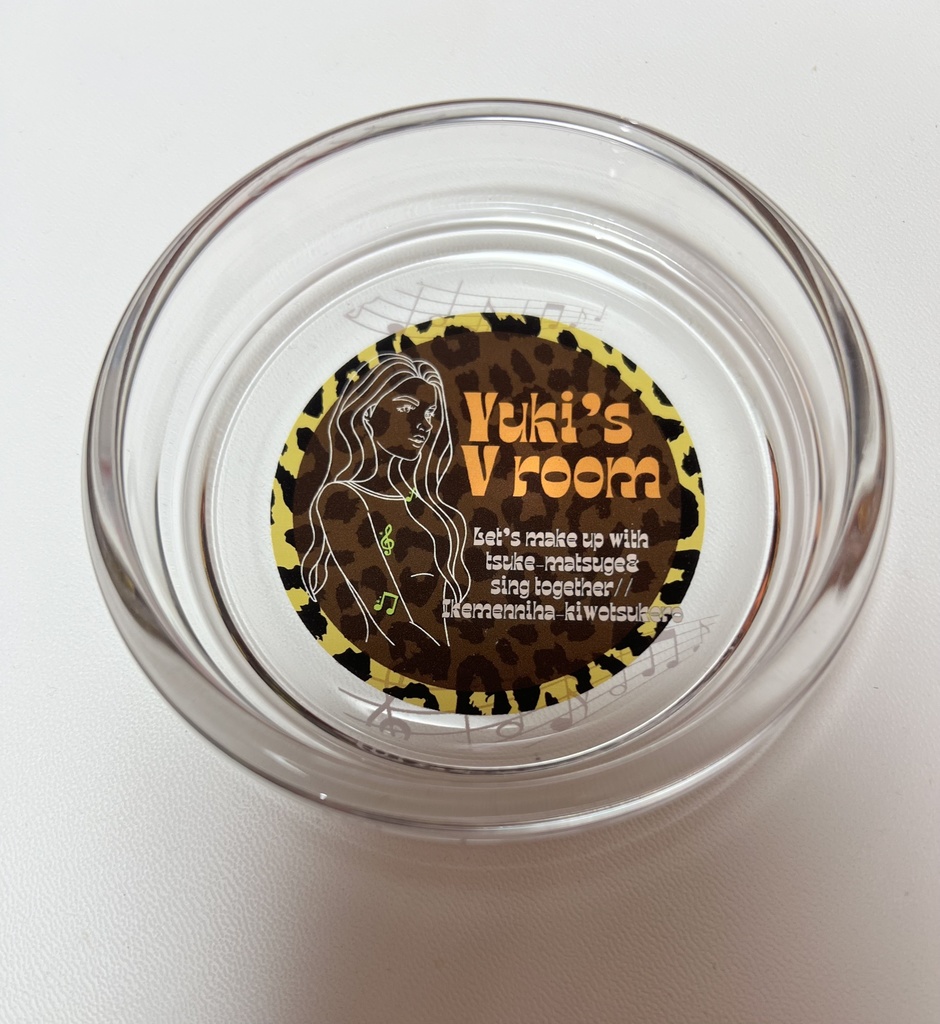 Yuki's
V room
Let's make up with
tsuke-matsuge&
sing together//
Ikemenniha-kiwotsukero